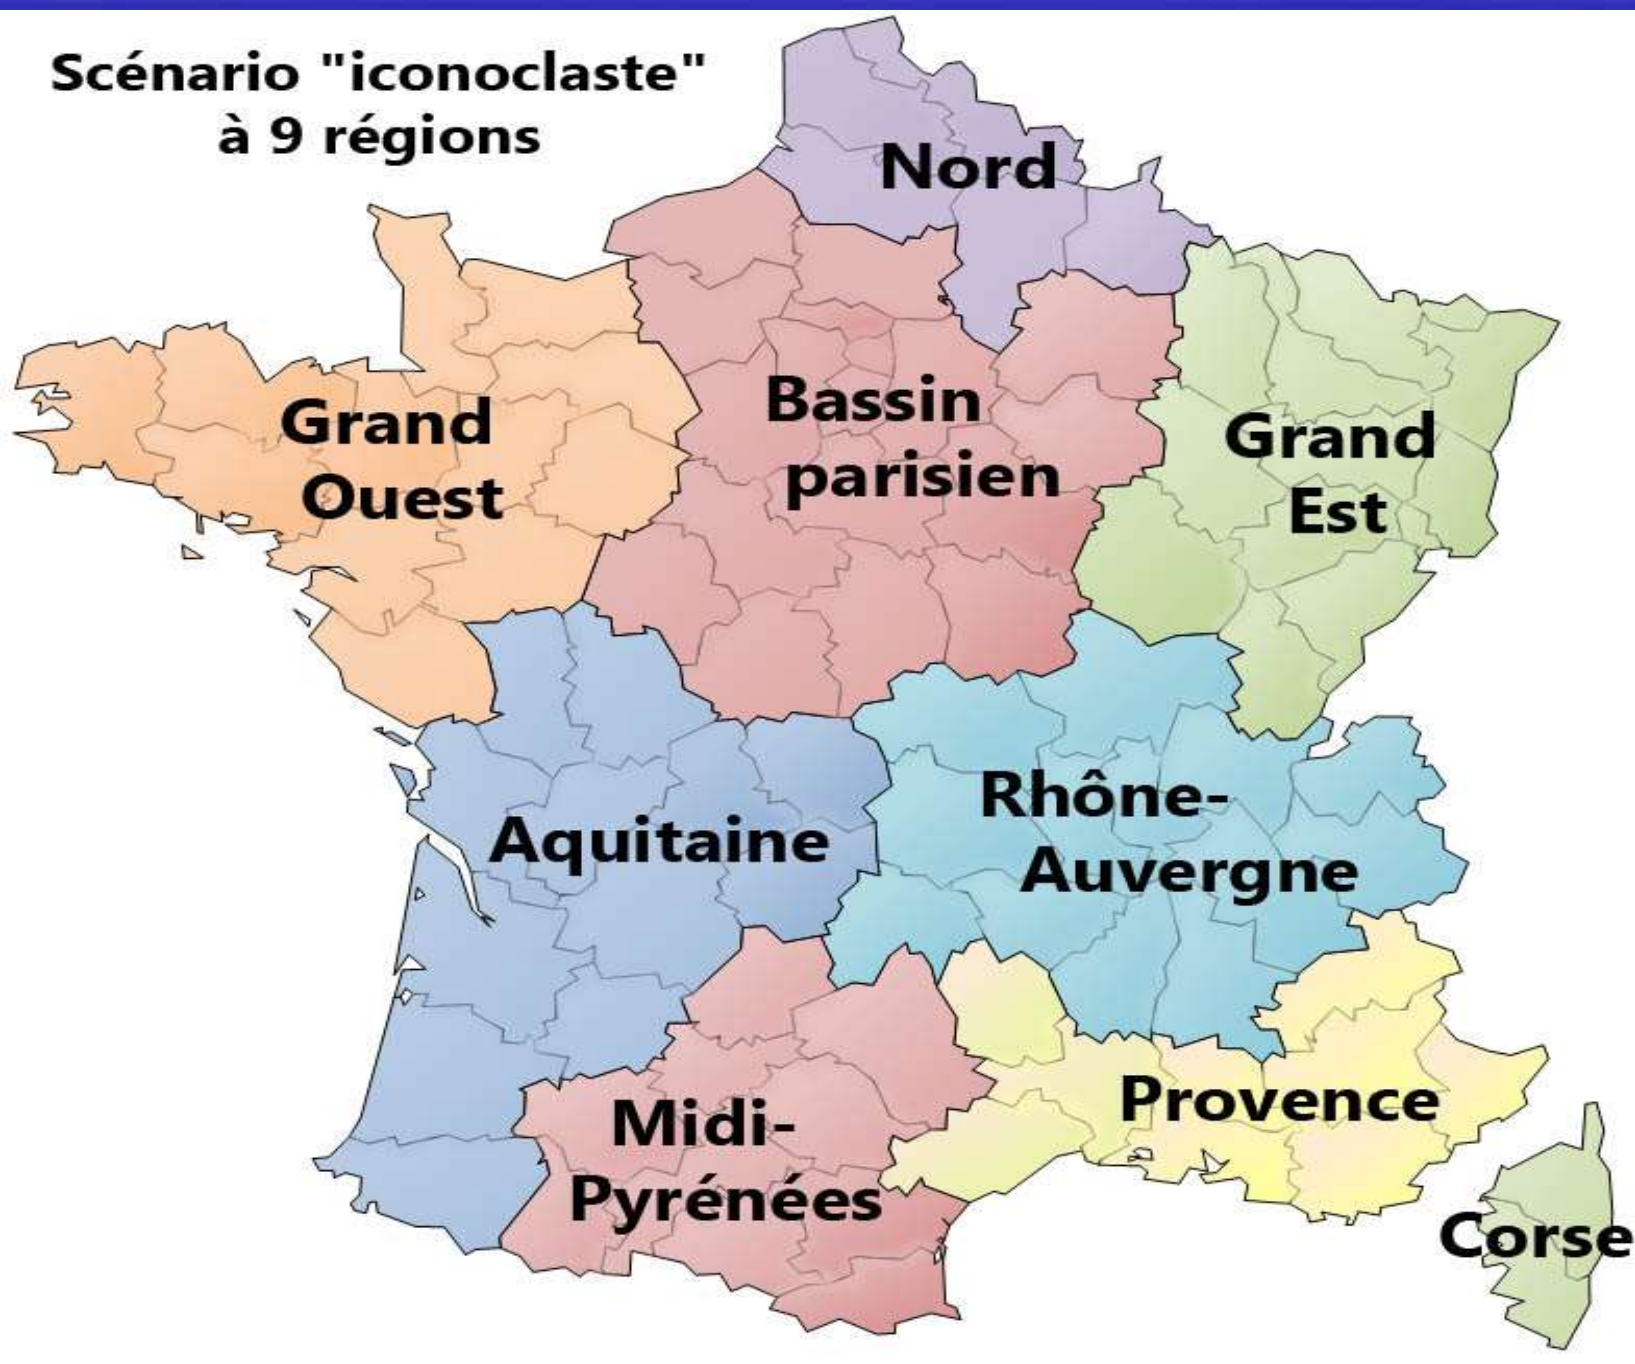 Scénario "iconoclaste"
à 9 régions
Nord
Grand
Ouest
Bassin
parisien
Grand
Est
Aquitaine
Rhône-
Auvergne
Midi-
Pyrénées
Provence
Corse